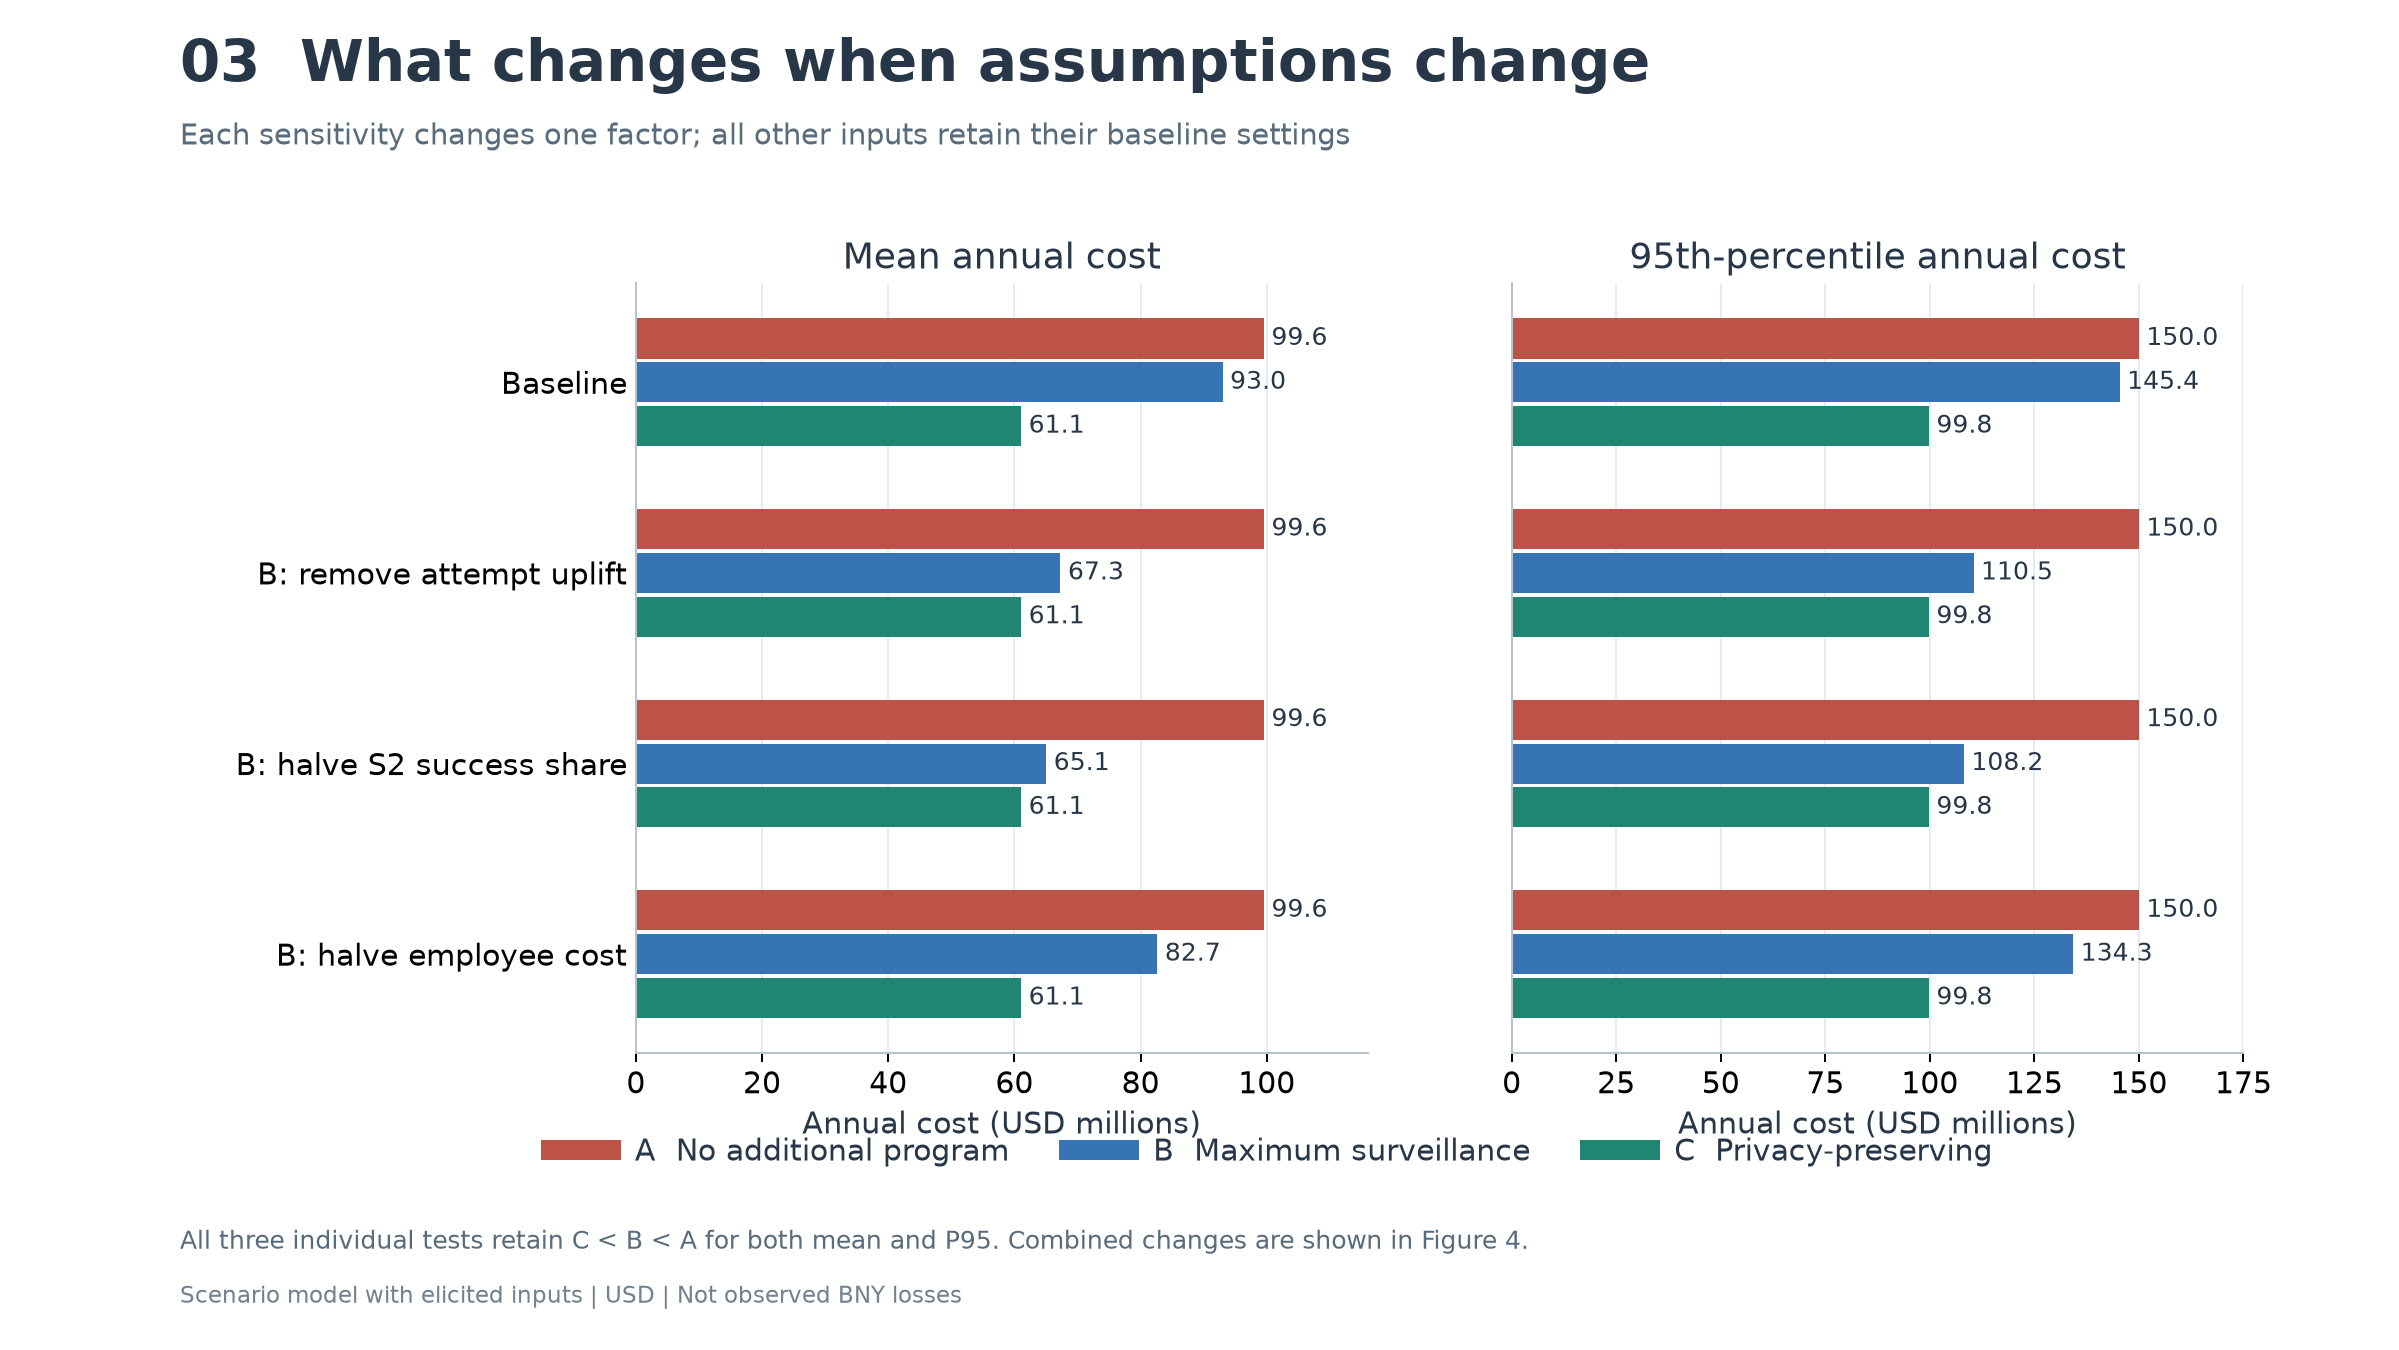 03  What changes when assumptions change
Each sensitivity changes one factor; all other inputs retain their baseline settings
Mean annual cost
Baseline
99.6
93.0
61.1
B: remove attempt uplift
99.6
67.3
61.1
B: halve S2 success share
99.6
65.1
61.1
B: halve employee cost
99.6
82.7
61.1
0 20 40 60 80 100
Annual cost (USD millions)
95th-percentile annual cost
150.0
145.4
99.8
150.0
110.5
99.8
150.0
108.2
99.8
150.0
134.3
99.8
0 25 50 75 100 125 150 175
Annual cost (USD millions)
A  No additional program B  Maximum surveillance C  Privacy-preserving
All three individual tests retain C < B < A for both mean and P95. Combined changes are shown in Figure 4.
Scenario model with elicited inputs | USD | Not observed BNY losses